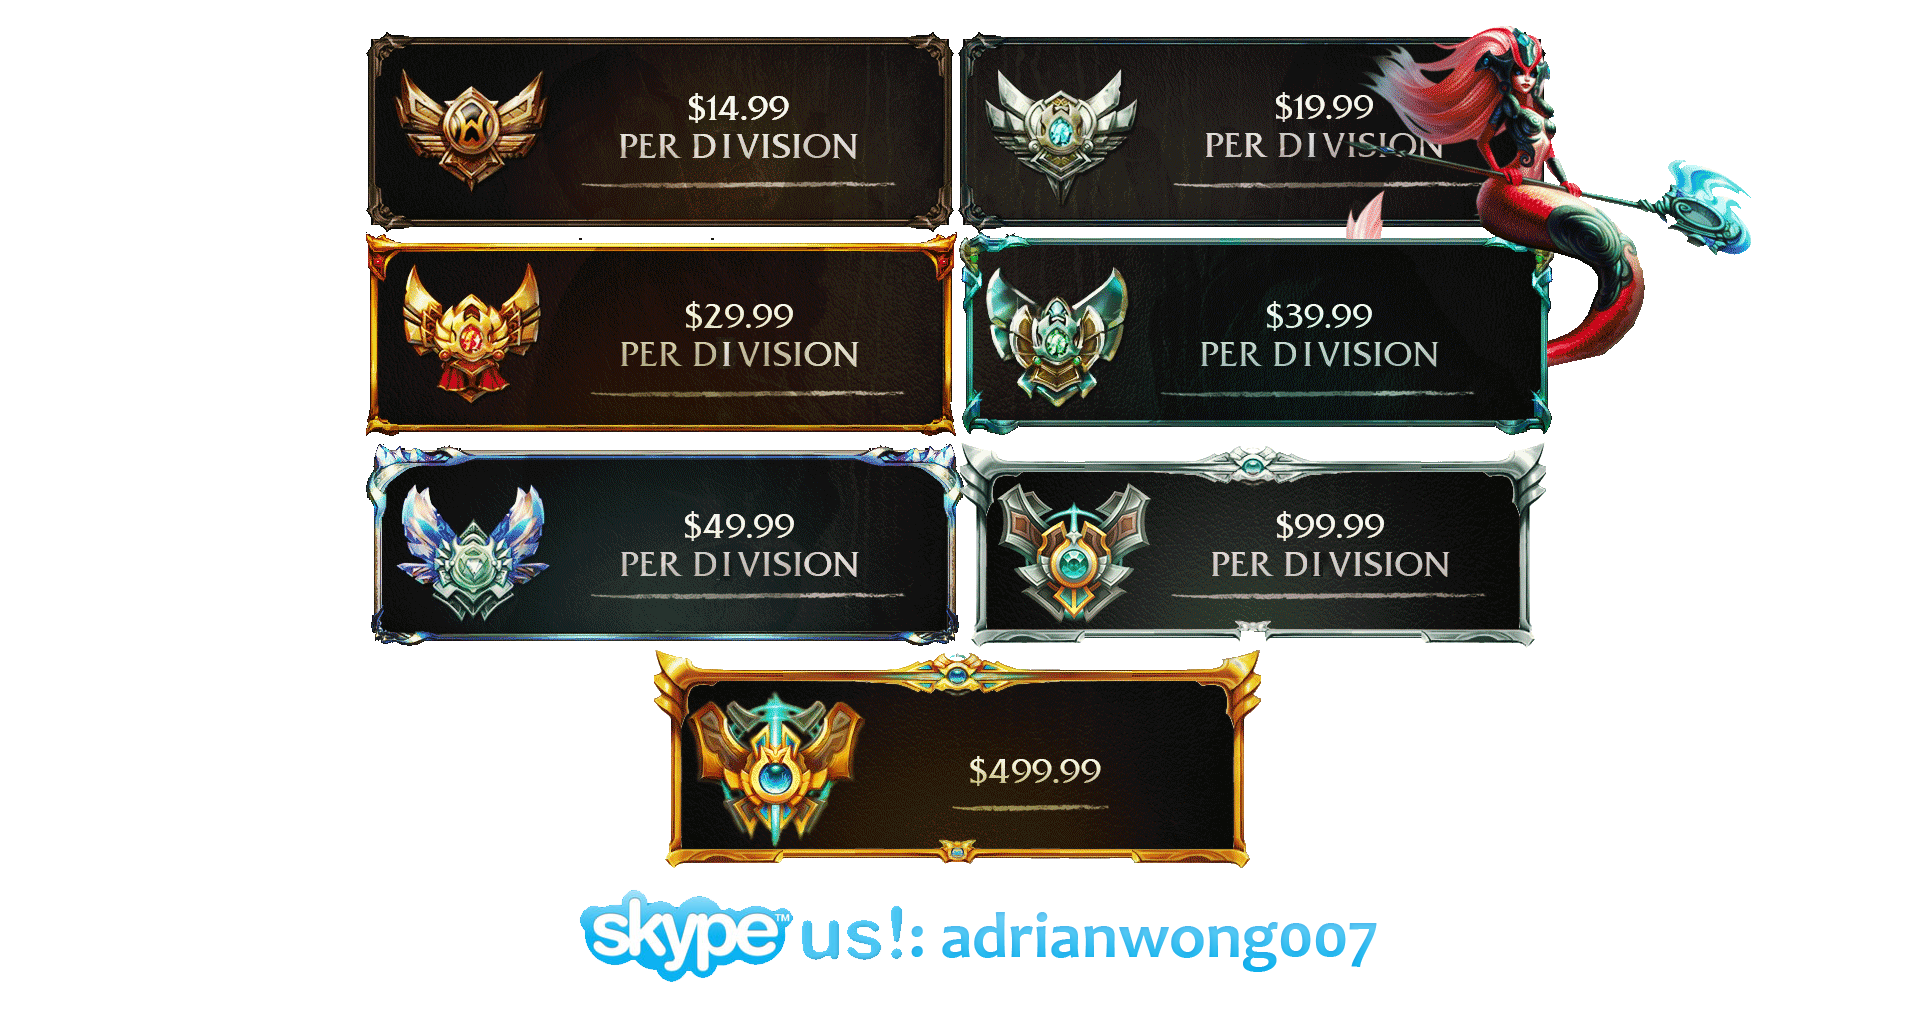 $14.99
PER DIVISION
$19.99
PER DIVISION
$29.99
PER DIVISION
$39.99
PER DIVISION
$49.99
PER DIVISION
$99.99
PER DIVISION
$499.99
skype™ us!: adrianwong007